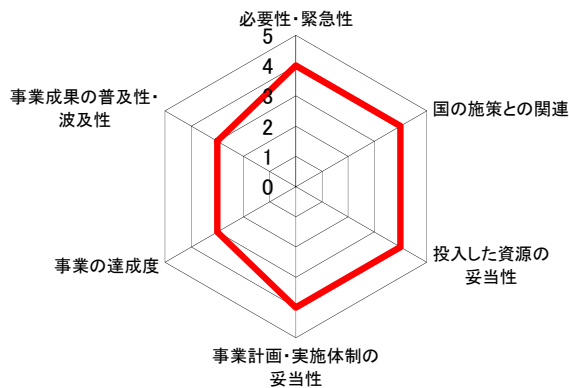 必要性・緊急性
5
4
3
2
1
0
事業成果の普及性・
波及性
国の施策との関連
投入した資源の
妥当性
事業の達成度
事業計画・実施体制の
妥当性